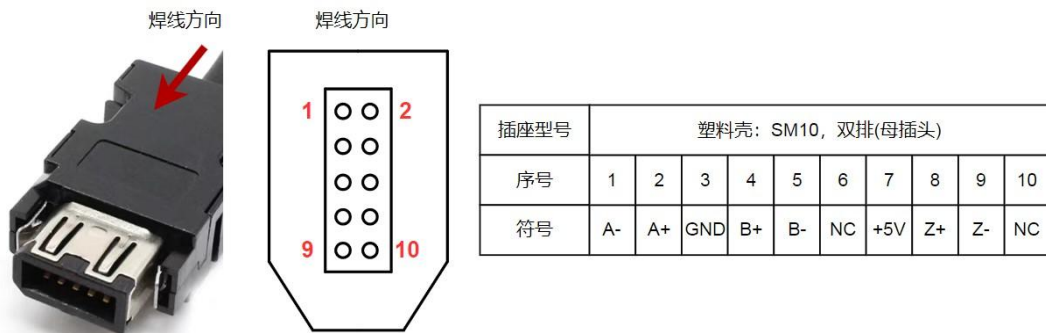 焊线方向
焊线方向
1 2
9 10
插座型号 塑料壳：SM10，双排(母插头)
序号 1 2 3 4 5 6 7 8 9 10
符号 A- A+ GND B+ B- NC +5V Z+ Z- NC